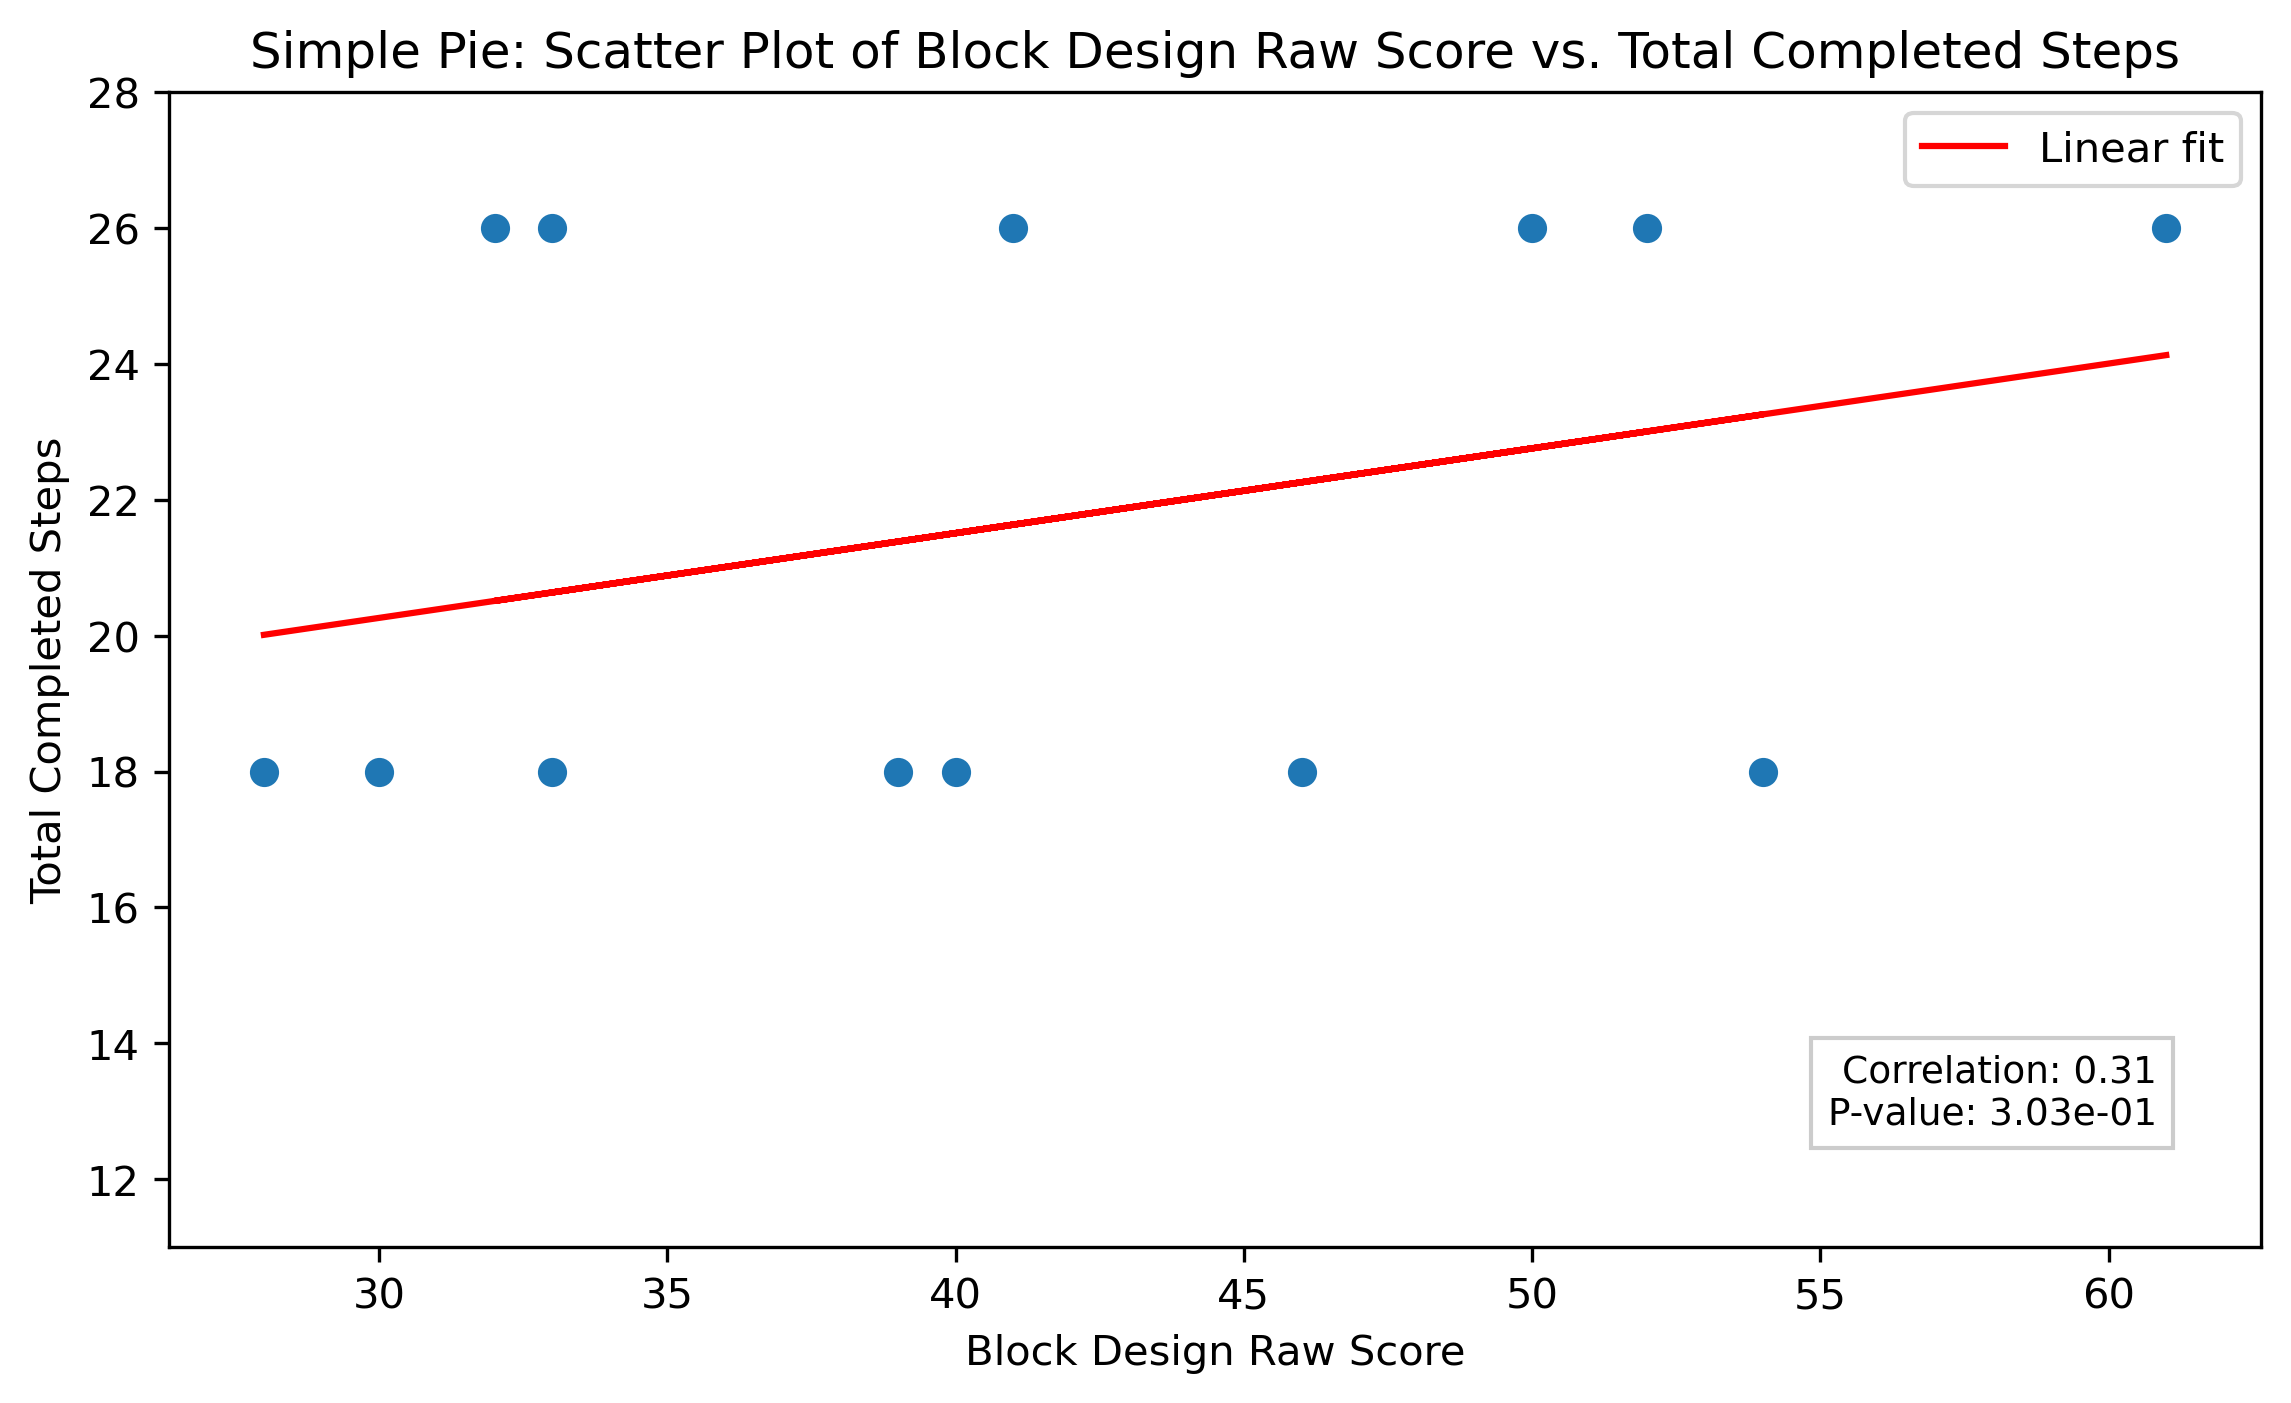 Simple Pie: Scatter Plot of Block Design Raw Score vs. Total Completed Steps
Linear fit
28
26
24
22
20
18
16
14
12
Total Completed Steps
Correlation: 0.31
P-value: 3.03e-01
30
35
40
45
50
55
60
Block Design Raw Score